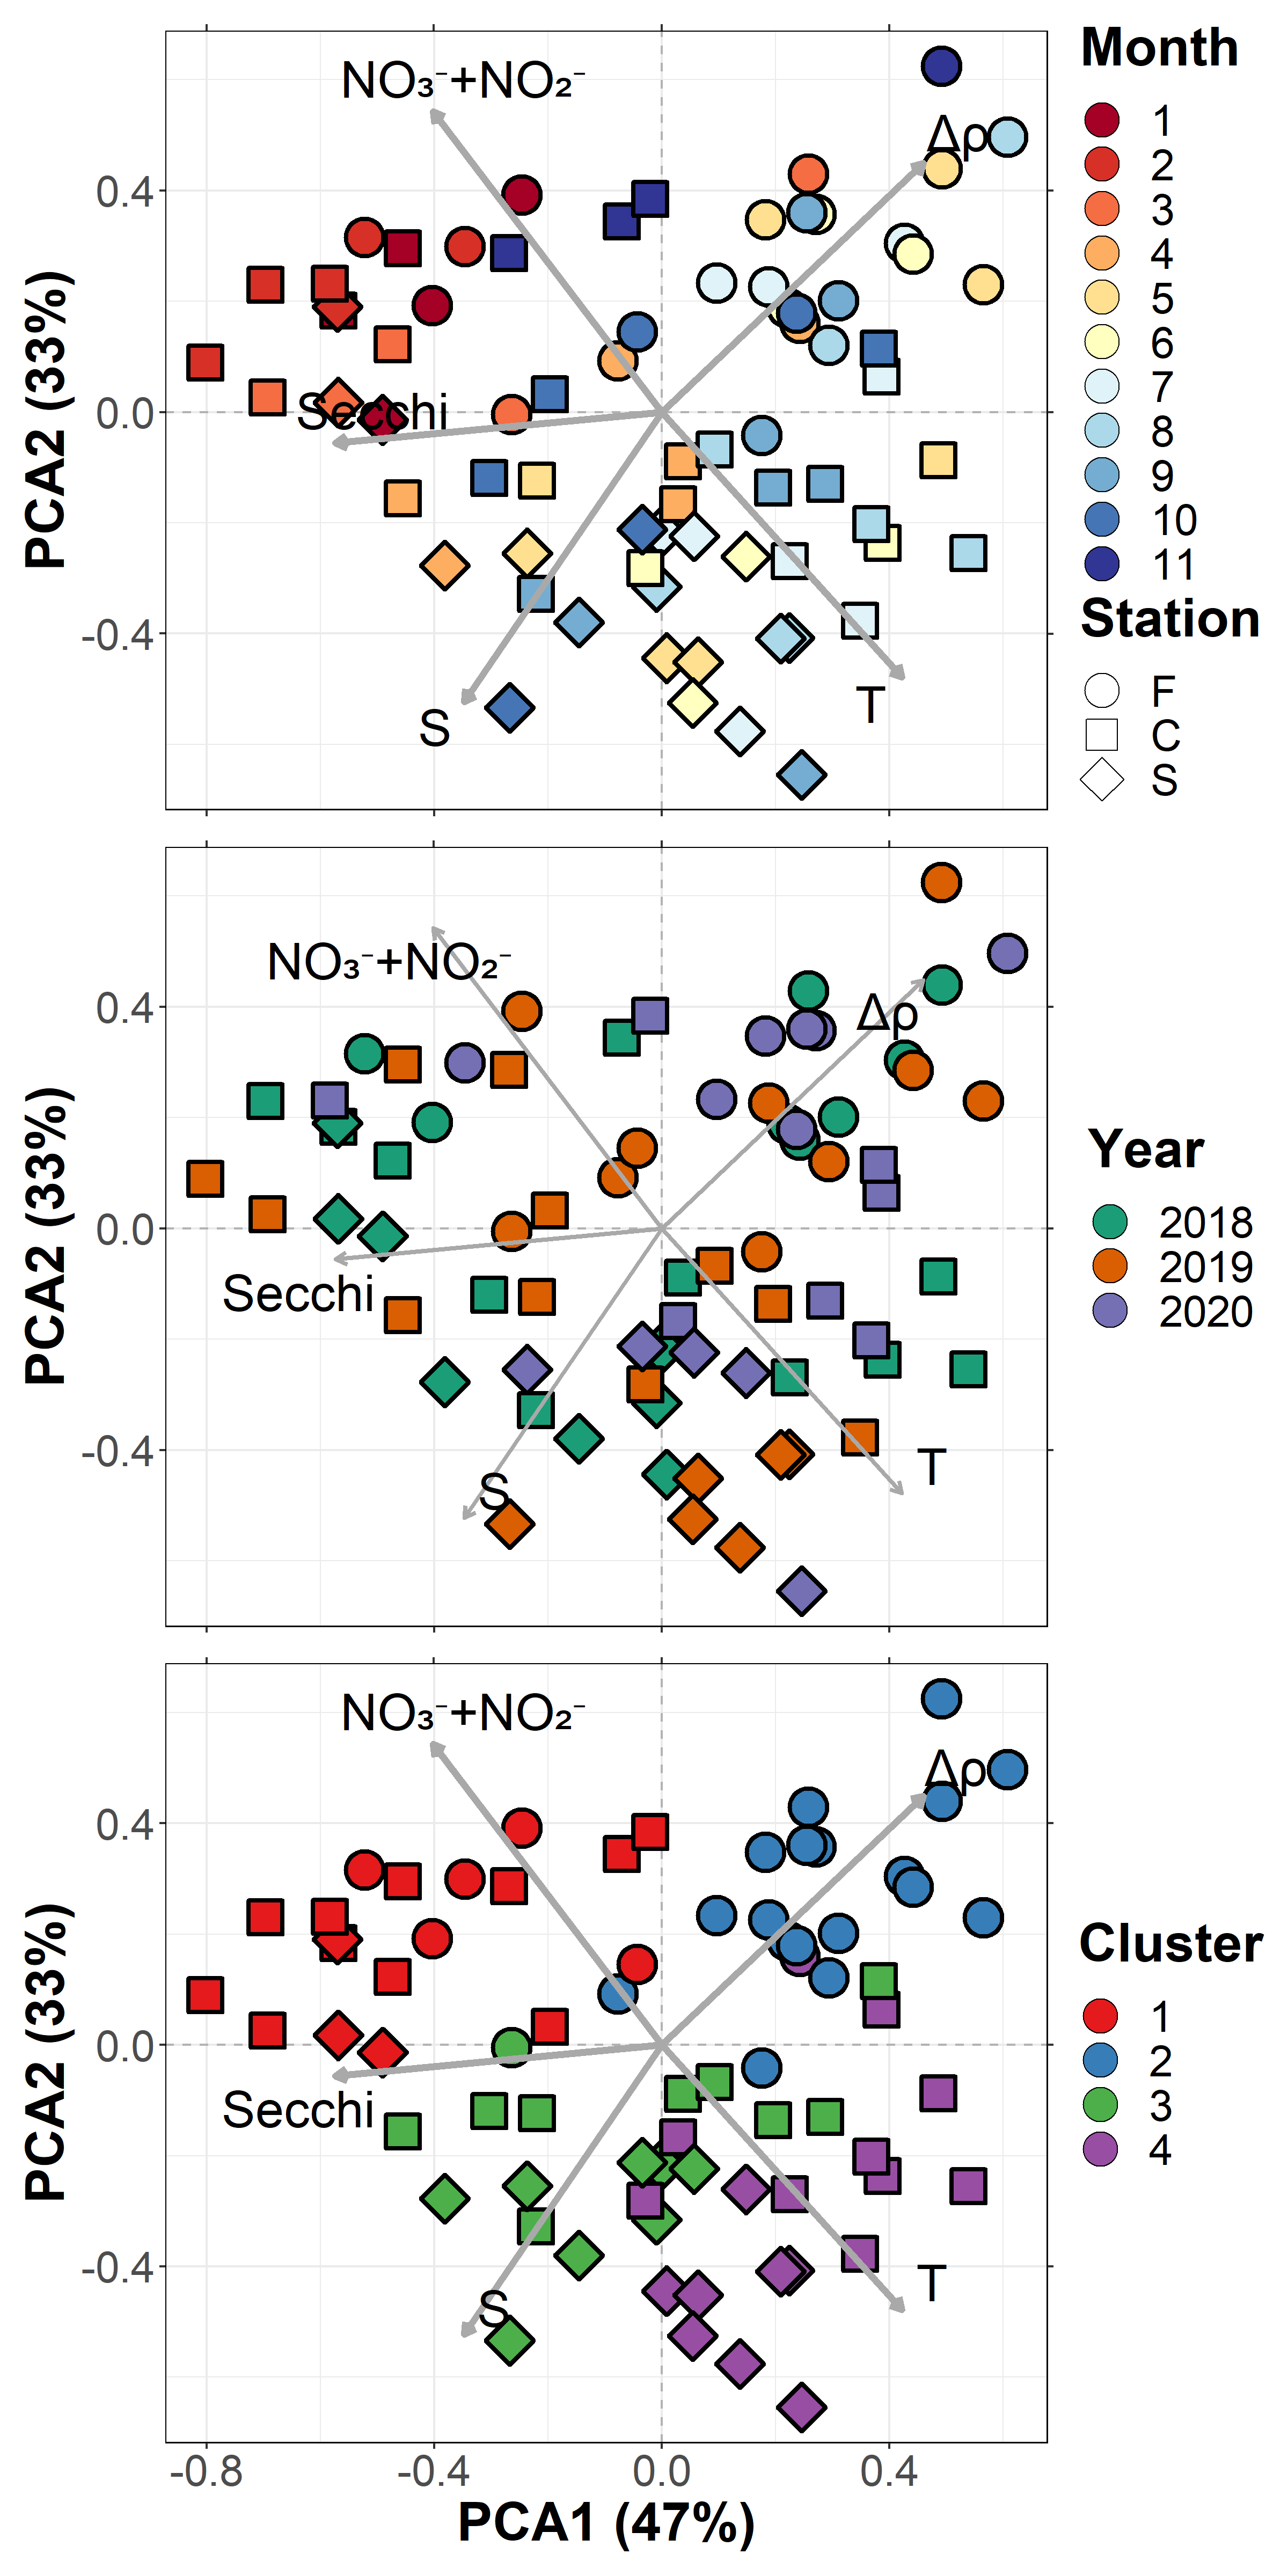 NO₃⁻+NO₂⁻
Δρ
Secchi
S
T
0.4
0.0
-0.4
PCA2 (33%)
Month
1
2
3
4
5
6
7
8
9
10
11
Station
F
C
S
NO₃⁻+NO₂⁻
Δρ
Secchi
S
T
0.4
0.0
-0.4
PCA2 (33%)
Year
2018
2019
2020
NO₃⁻+NO₂⁻
Δρ
Secchi
S
T
0.4
0.0
-0.4
PCA2 (33%)
Cluster
1
2
3
4
-0.8 -0.4 0.0 0.4
PCA1 (47%)